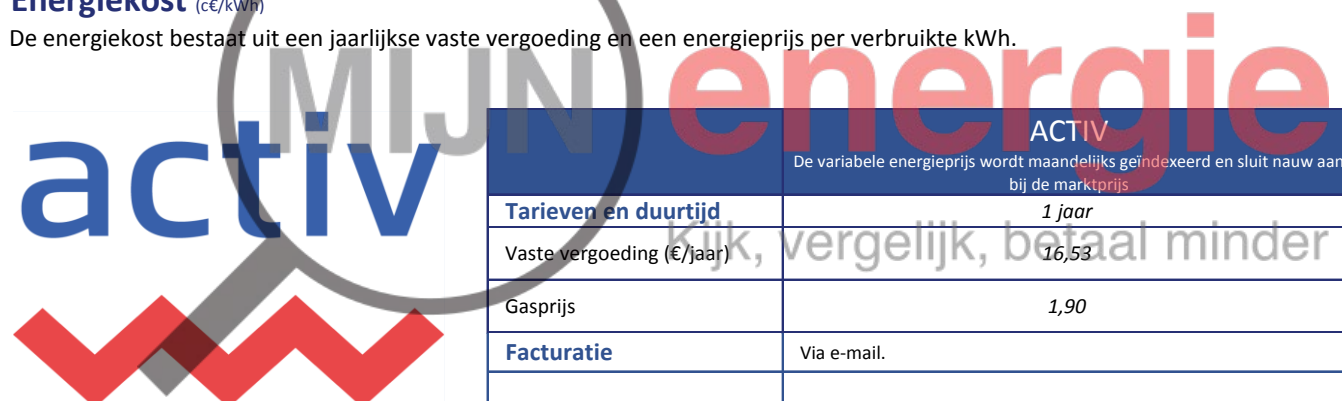 Energiekost (c€/kWh)
De energiekost bestaat uit een jaarlijkse vaste vergoeding en een energieprijs per verbruikte kWh.
MIJN energie
Kijk, vergelijk, betaal minder
activ
ACTIV
De variabele energieprijs wordt maandelijks geïndexeerd en sluit nauw aan
bij de marktprijs
Tarieven en duurtijd 1 jaar
Vaste vergoeding (€/jaar) 16,53
Gasprijs 1,90
Facturatie Via e-mail.